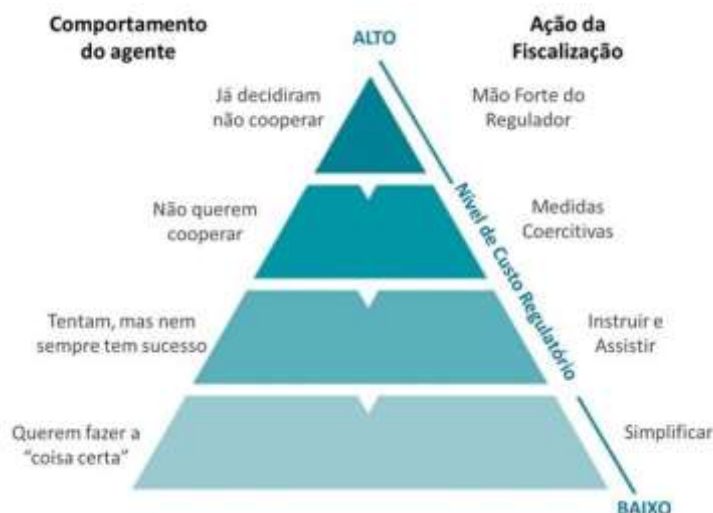 Comportamento
do agente
ALTO
Ação da
Fiscalização
Já decidiram
não cooperar
Mão Forte do
Regulador
Não querem
cooperar
Medidas
Coercitivas
Nível de Custo Regulatório
Tentam, mas nem
sempre tem sucesso
Instruir e
Assistir
Querem fazer a
“coisa certa”
Simplificar
BAIXO